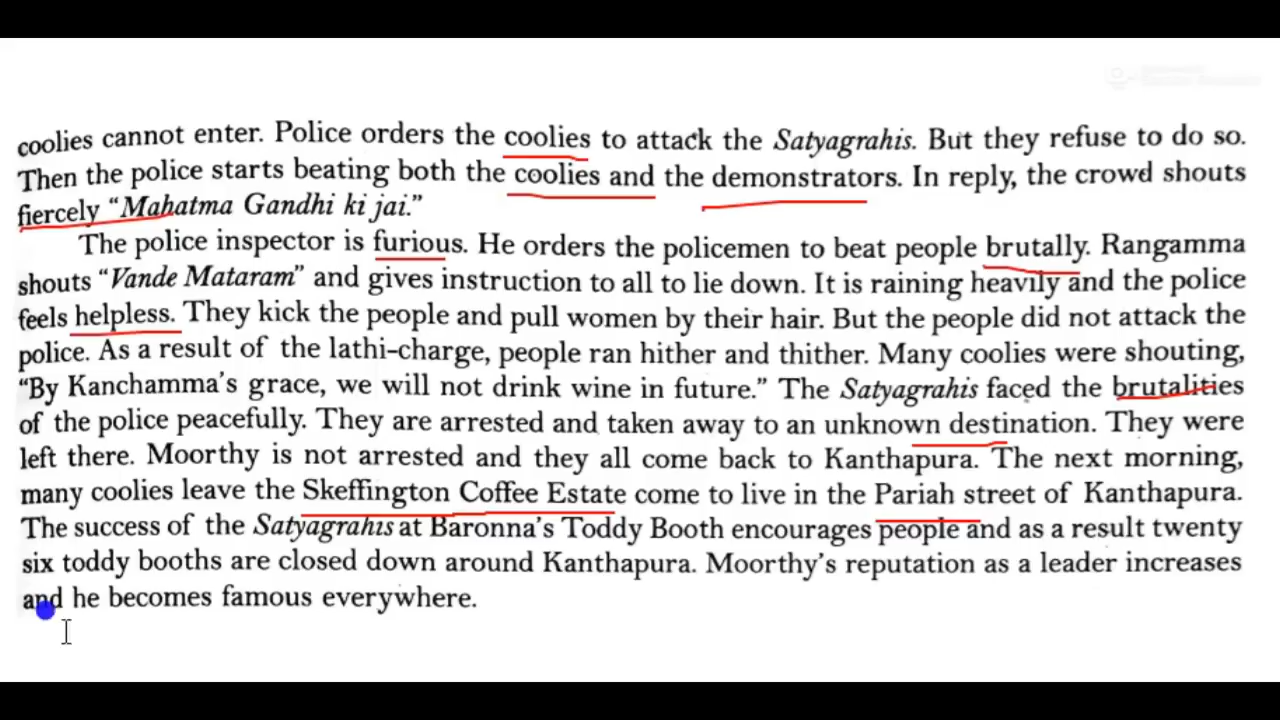 coolies cannot enter. Police orders the coolies to attack the Satyagrahis. But they refuse to do so.
Then the police starts beating both the coolies and the demonstrators. In reply, the crowd shouts
fiercely “Mahatma Gandhi ki jai.”
The police inspector is furious. He orders the policemen to beat people brutally. Rangamma
shouts “Vande Mataram” and gives instruction to all to lie down. It is raining heavily and the police
feels helpless. They kick the people and pull women by their hair. But the people did not attack the
police. As a result of the lathi-charge, people ran hither and thither. Many coolies were shouting,
“By Kanchamma’s grace, we will not drink wine in future.” The Satyagrahis faced the brutalities
of the police peacefully. They are arrested and taken away to an unknown destination. They were
left there. Moorthy is not arrested and they all come back to Kanthapura. The next morning,
many coolies leave the Skeffington Coffee Estate come to live in the Pariah street of Kanthapura.
The success of the Satyagrahis at Baronna’s Toddy Booth encourages people and as a result twenty
six toddy booths are closed down around Kanthapura. Moorthy’s reputation as a leader increases
and he becomes famous everywhere.